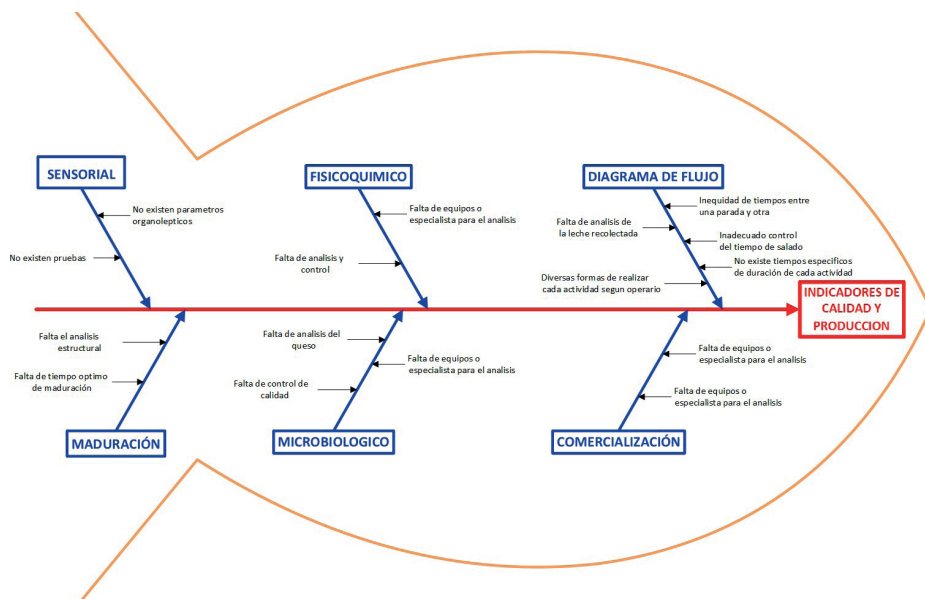 SENSORIAL
No existen parametros
organolepticos
No existen pruebas
FISICOQUIMICO
Falta de equipos o
especialista para el analisis
Falta de analisis y
control
DIAGRAMA DE FLUJO
Inequidad de tiempos entre
una parada y otra
Falta de analisis de
la leche recolectada
Inadecuado control
del tiempo de salado
No existe tiempos especificos
de duración de cada actividad
Diversas formas de realizar
cada actividad segun operario
INDICADORES DE
CALIDAD Y
PRODUCCION
Falta el analisis
estructural
Falta de tiempo optimo
de maduración
MADURACIÓN
Falta de analisis del
queso
Falta de equipos o
especialista para el analisis
Falta de control de
calidad
MICROBIOLOGICO
Falta de equipos o
especialista para el analisis
Falta de equipos o
especialista para el analisis
COMERCIALIZACIÓN